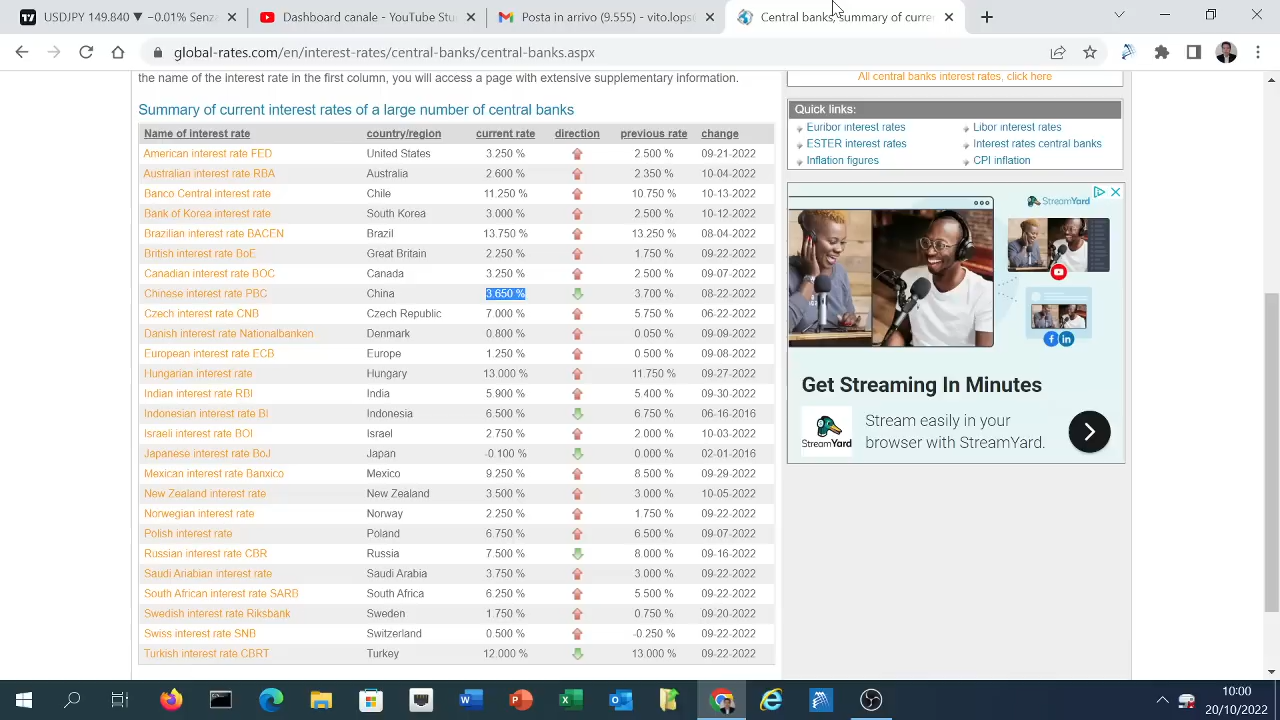 USDJPY 149.840 ▼ −0.01% Senz
Dashboard canale - YouTube St
Posta in arrivo (9.555) - vito.lops
Central banks: Summary of curre
global-rates.com/en/interest-rates/central-banks/central-banks.aspx
the name of the interest rate in the first column, you will access a page with extensive supplementary information.
Summary of current interest rates of a large number of central banks
Name of interest rate country/region current rate direction previous rate change
American interest rate FED United States 3.250 % 2.500 % 09-21-2022
Australian interest rate RBA Australia 2.600 % 2.350 % 10-04-2022
Banco Central interest rate Chile 11.250 % 10.750 % 10-13-2022
Bank of Korea interest rate South Korea 3.000 % 2.500 % 10-12-2022
Brazilian interest rate BACEN Brazil 13.750 % 13.250 % 08-04-2022
British interest rate BoE Great Britain 2.250 % 1.750 % 09-22-2022
Canadian interest rate BOC Canada 3.250 % 2.500 % 09-07-2022
Chinese interest rate PBC China 3.650 % 3.700 % 08-22-2022
Czech interest rate CNB Czech Republic 7.000 % 5.750 % 06-22-2022
Danish interest rate Nationalbanken Denmark 0.800 % 0.050 % 09-09-2022
European interest rate ECB Europe 1.250 % 0.500 % 09-08-2022
Hungarian interest rate Hungary 13.000 % 11.750 % 09-27-2022
Indian interest rate RBI India 5.900 % 5.400 % 09-30-2022
Indonesian interest rate BI Indonesia 6.500 % 6.750 % 06-16-2016
Israeli interest rate BOI Israel 2.750 % 2.000 % 10-03-2022
Japanese interest rate BoJ Japan -0.100 % 0.000 % 02-01-2016
Mexican interest rate Banxico Mexico 9.250 % 8.500 % 09-29-2022
New Zealand interest rate New Zealand 3.500 % 3.000 % 10-05-2022
Norwegian interest rate Norway 2.250 % 1.750 % 09-22-2022
Polish interest rate Poland 6.750 % 6.500 % 09-07-2022
Russian interest rate CBR Russia 7.500 % 8.000 % 09-16-2022
Saudi Ariabian interest rate Saudi Arabia 3.750 % 3.000 % 09-22-2022
South African interest rate SARB South Africa 6.250 % 5.500 % 09-22-2022
Swedish interest rate Riksbank Sweden 1.750 % 0.750 % 09-20-2022
Swiss interest rate SNB Switzerland 0.500 % -0.250 % 09-22-2022
Turkish interest rate CBRT Turkey 12.000 % 13.000 % 09-22-2022
All central banks interest rates, click here
Quick links:
Euribor interest rates Libor interest rates
ESTER interest rates Interest rates central banks
Inflation figures CPI inflation
StreamYard
Get Streaming In Minutes
StreamYard
Stream easily in your
browser with StreamYard.
10:00
20/10/2022